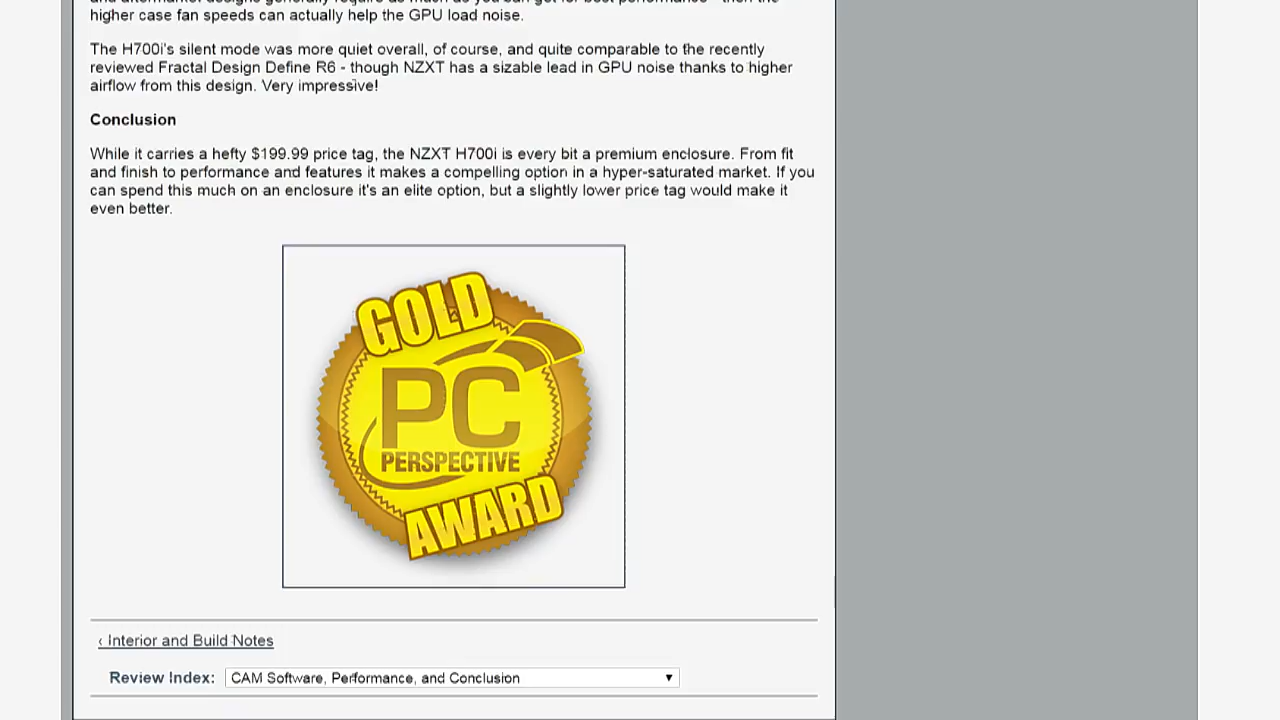 higher case fan speeds can actually help the GPU load noise.
The H700i's silent mode was more quiet overall, of course, and quite comparable to the recently
reviewed Fractal Design Define R6 - though NZXT has a sizable lead in GPU noise thanks to higher
airflow from this design. Very impressive!
Conclusion
While it carries a hefty $199.99 price tag, the NZXT H700i is every bit a premium enclosure. From fit
and finish to performance and features it makes a compelling option in a hyper-saturated market. If you
can spend this much on an enclosure it's an elite option, but a slightly lower price tag would make it
even better.
GOLD
PC
PERSPECTIVE
AWARD
‹ Interior and Build Notes
Review Index: CAM Software, Performance, and Conclusion